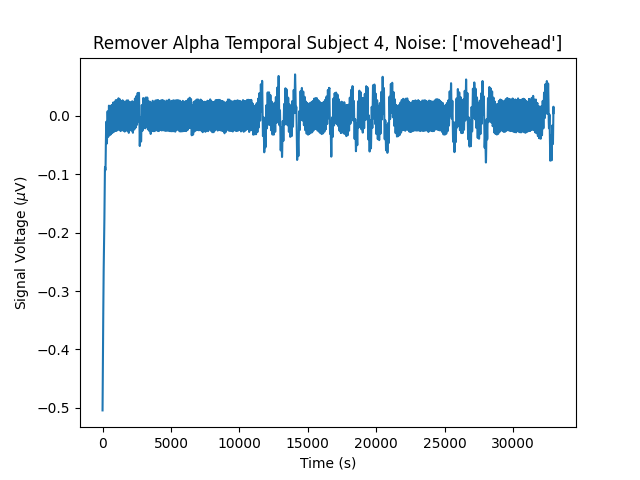 Remover Alpha Temporal Subject 4, Noise: ['movehead']
Signal Voltage (μV)
0.0
−0.1
−0.2
−0.3
−0.4
−0.5
0 5000 10000 15000 20000 25000 30000
Time (s)